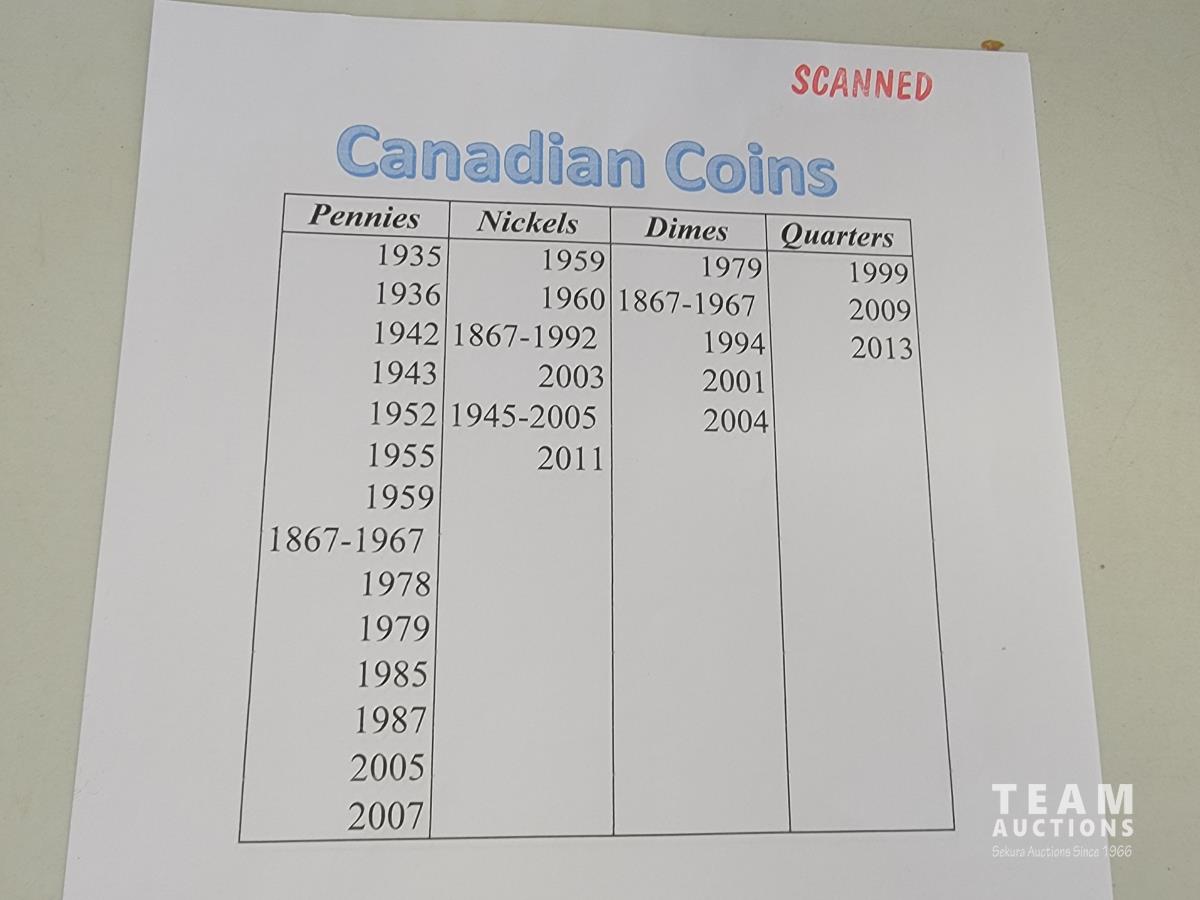 SCANNED
Canadian Coins
Pennies Nickels Dimes Quarters
1935 1959 1979 1999
1936 1960 1867-1967 2009
1942 1867-1992 1994 2013
1943 2003 2001
1952 1945-2005 2004
1955 2011
1959
1867-1967
1978
1979
1985
1987
2005
2007
TEAM
AUCTIONS
Sekura Auctions Since 1966